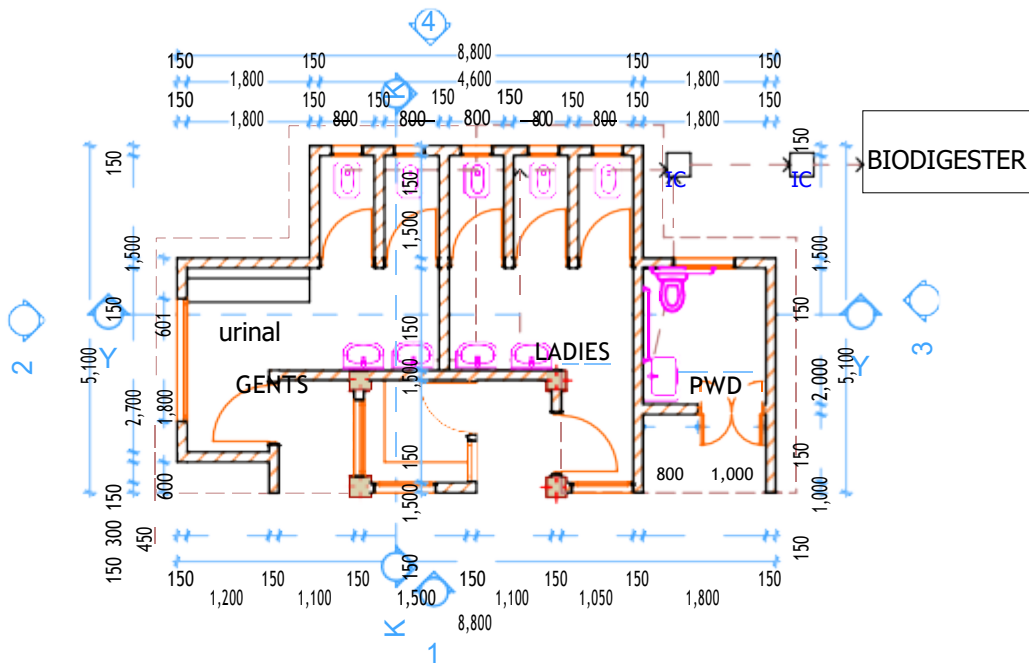 4
150 8,800 150
150 1,800 150 4,600 150 1,800 150
K
150 1,800 150 800 150 800 150 800 150 800 150 800 150 1,800 150
BIODIGESTER
IC IC
150 150 150
1,500 1,500 1,500
150 601 urinal 150 150
2 Y Y 3
5,100 5,100
LADIES
GENTS PWD
2,700 1,800 1,500 2,000
150 150
800 1,000
600 1,500 1,000
150 300 450
150 150 150
150 150 150 150 150 150
1,200 1,100 1,500 1,100 1,050 1,800
8,800
K
1